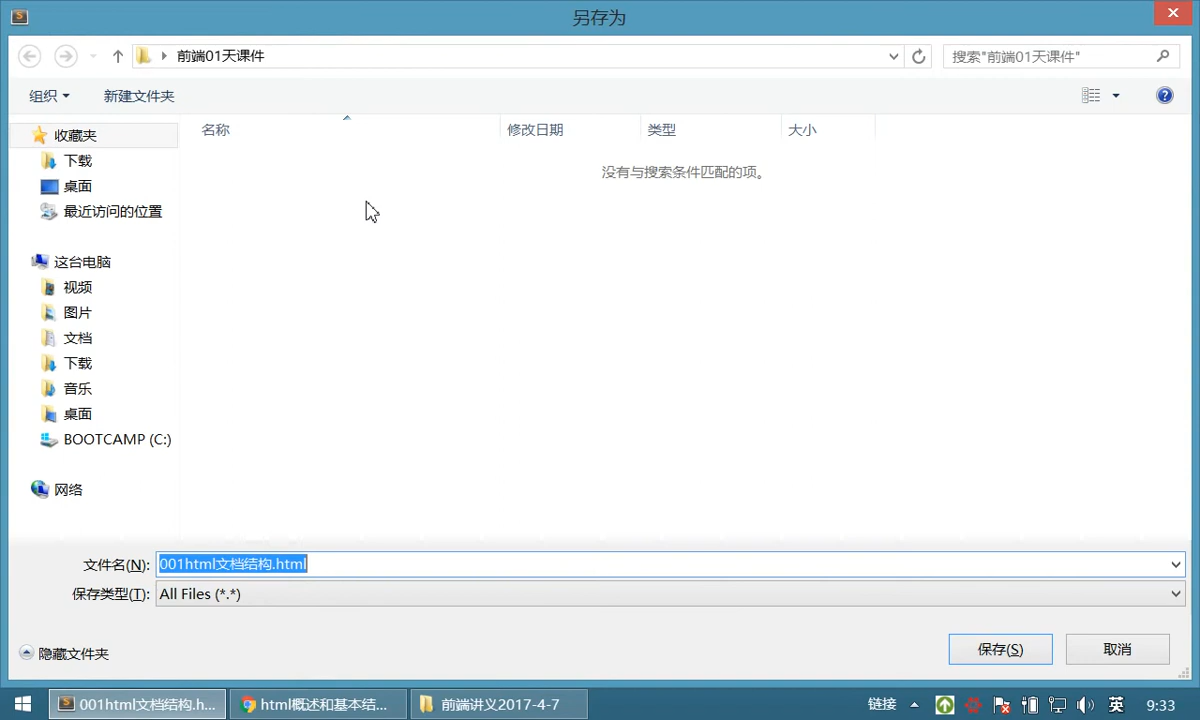 另存为
前端01天课件
搜索"前端01天课件"
组织
新建文件夹
名称
修改日期
类型
大小
没有与搜索条件匹配的项。
收藏夹
下载
桌面
最近访问的位置
这台电脑
视频
图片
文档
下载
音乐
桌面
BOOTCAMP (C:)
网络
文件名(N):
001html文档结构.html
保存类型(T):
All Files (*.*)
隐藏文件夹
保存(S)
取消
001html文档结构.h...
html概述和基本结...
前端讲义2017-4-7
链接
英
9:33